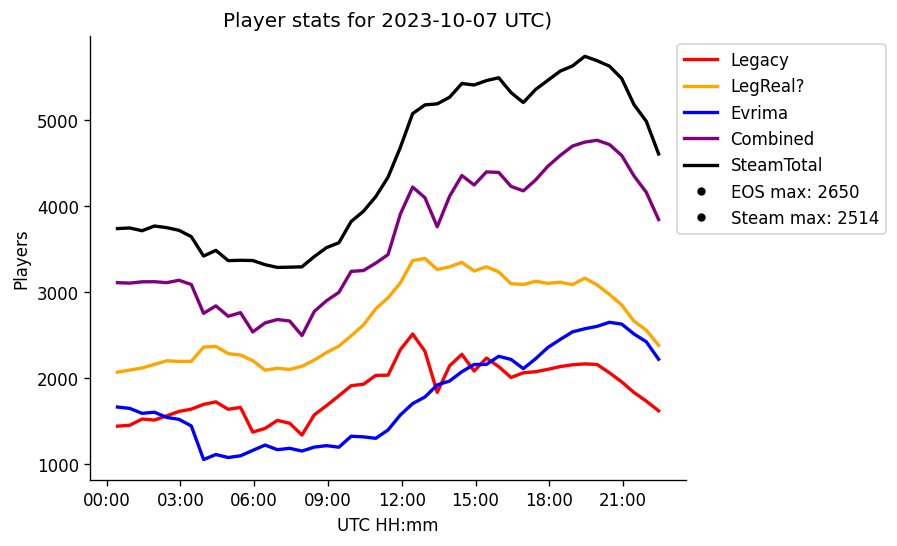 Player stats for 2023-10-07 UTC)
Legacy
LegReal?
Evrima
Combined
SteamTotal
EOS max: 2650
Steam max: 2514
Players
5000
4000
3000
2000
1000
00:00 03:00 06:00 09:00 12:00 15:00 18:00 21:00
UTC HH:mm